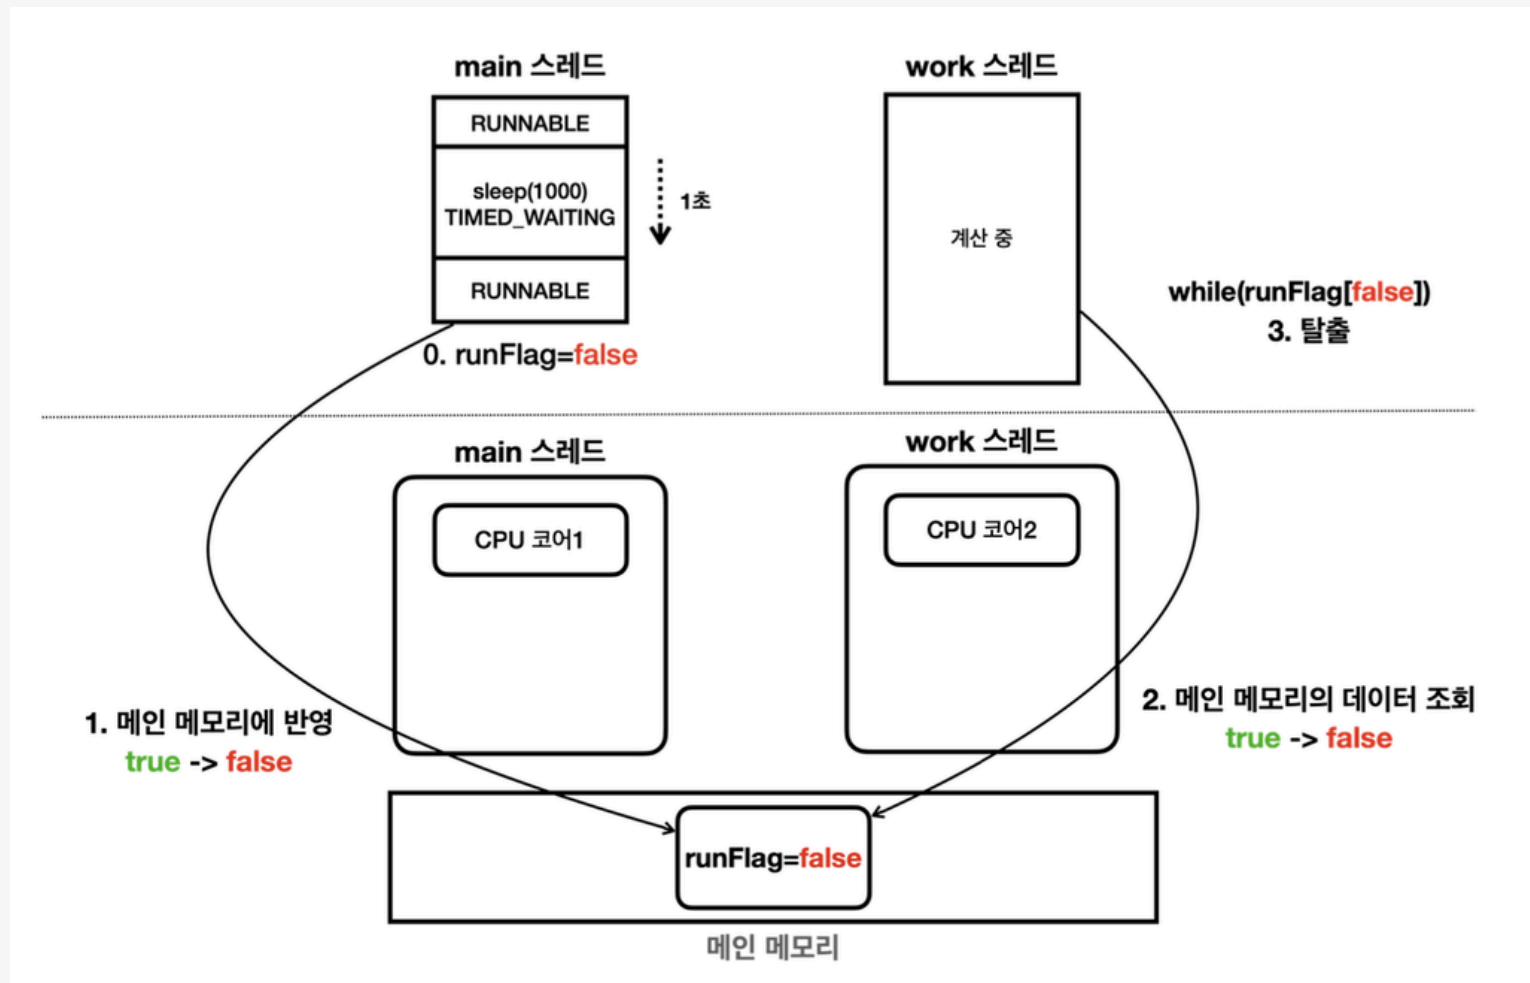 main 스레드
work 스레드
RUNNABLE
sleep(1000)
TIMED_WAITING
1초
계산 중
RUNNABLE
while(runFlag[false])
3. 탈출
0. runFlag=false
main 스레드
work 스레드
CPU 코어1
CPU 코어2
1. 메인 메모리에 반영
true -> false
2. 메인 메모리의 데이터 조회
true -> false
runFlag=false
메인 메모리